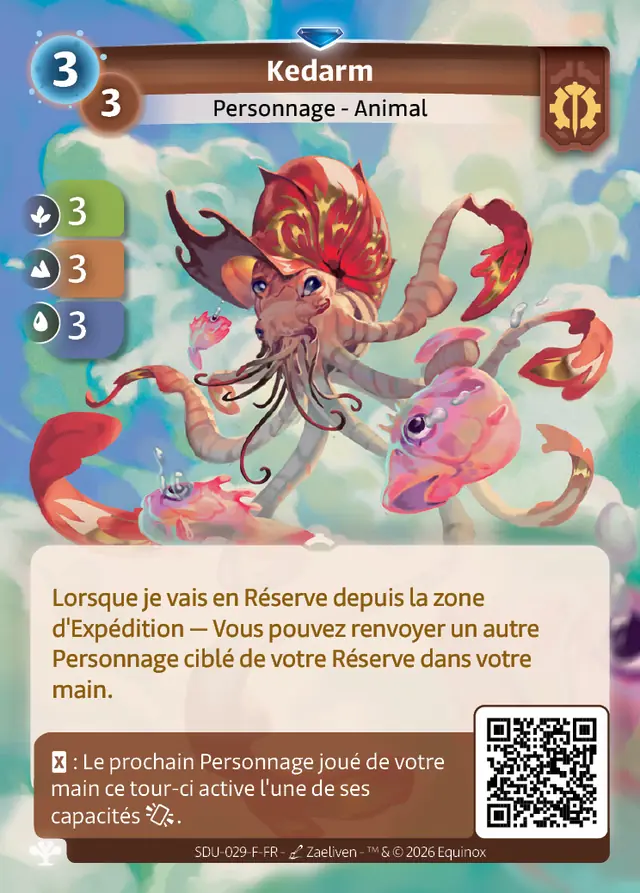 3
Kedarm
3
Personnage - Animal
3
3
3
Lorsque je vais en Réserve depuis la zone
d'Expédition — Vous pouvez renvoyer un autre
Personnage ciblé de votre Réserve dans votre
main.
X : Le prochain Personnage joué de votre
main ce tour-ci active l'une de ses
capacités .
SDU-029-F-FR - Zaeliven - ™ & © 2026 Equinox